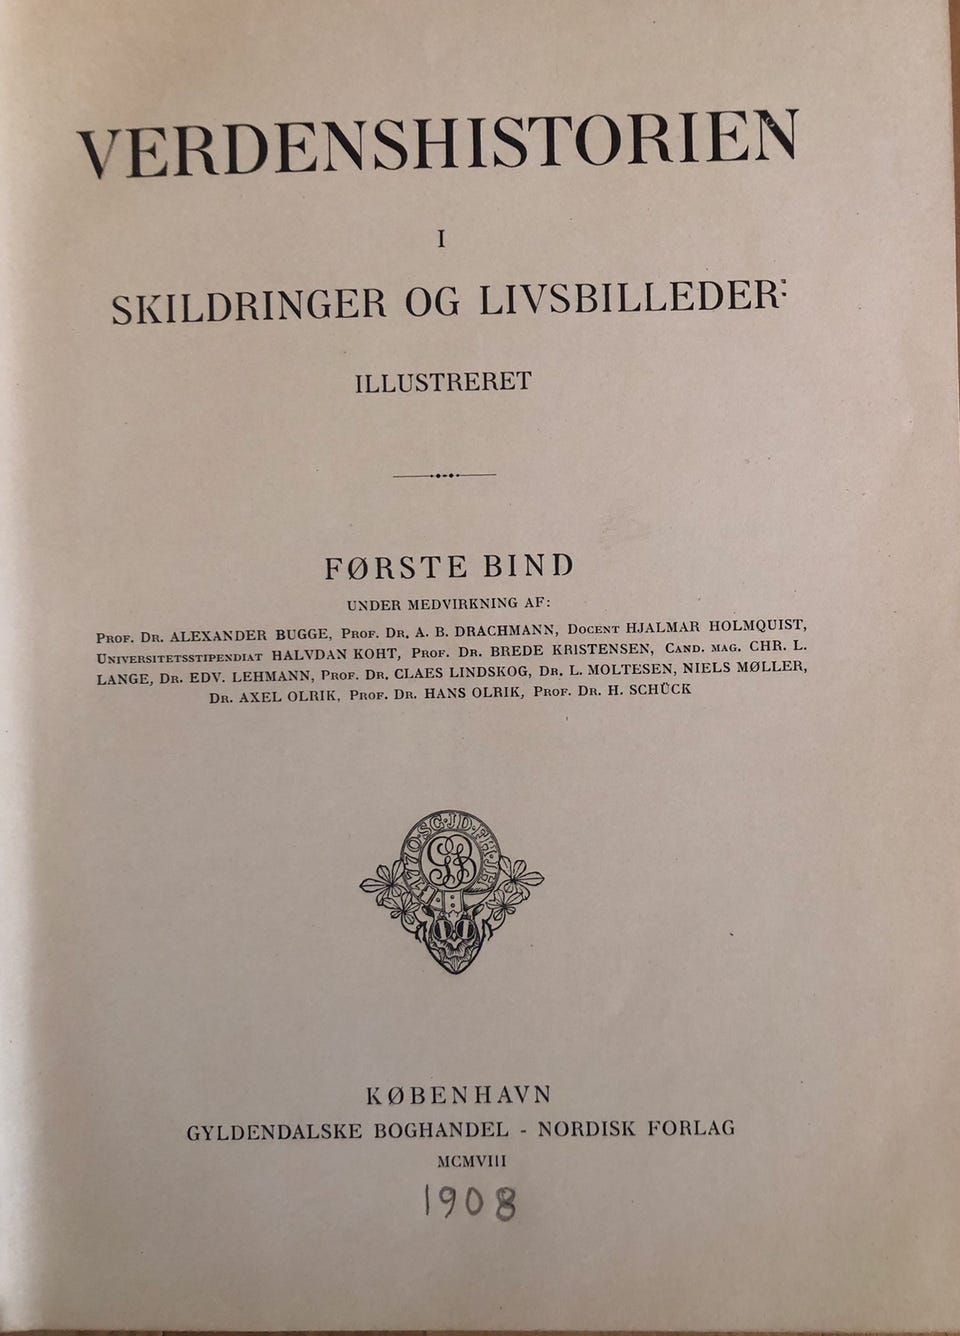 VERDENSHISTORIEN
I
SKILDRINGER OG LIVSBILLEDER
ILLUSTRERET
FØRSTE BIND
UNDER MEDVIRKNING AF:
PROF. DR. ALEXANDER BUGGE, PROF. DR. A. B. DRACHMANN, DOCENT HJALMAR HOLMQUIST,
UNIVERSITETSSTIPENDIAT HALVDAN KOHT, PROF. DR. BREDE KRISTENSEN, CAND. MAG. CHR. L.
LANGE, DR. EDV. LEHMANN, PROF. DR. CLAES LINDSKOG, DR. L. MOLTESEN, NIELS MØLLER,
DR. AXEL OLRIK, PROF. DR. HANS OLRIK, PROF. DR. H. SCHÜCK
KØBENHAVN
GYLDENDALSKE BOGHANDEL - NORDISK FORLAG
MCMVIII
1908